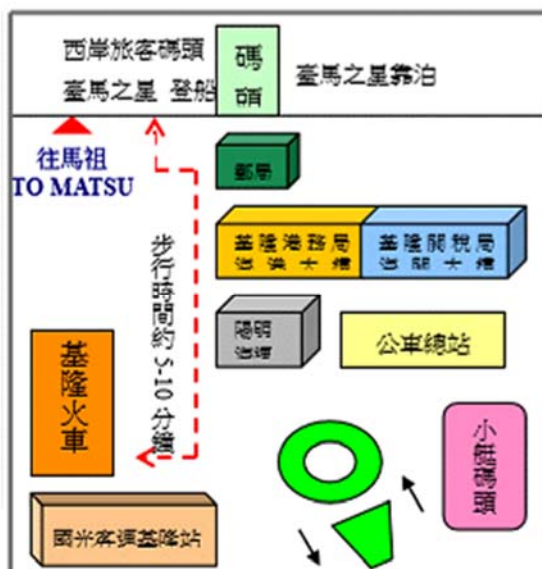 西岸旅客碼頭
臺馬之星 登船
碼
頭
臺馬之星靠泊
往馬祖
TO MATSU
郵局
基隆港務局
海港大樓
基隆關稅局
海關大樓
步行時間約 5-10 分鐘
陽明
海運
公車總站
基隆火車
小艇碼頭
國光客運基隆站